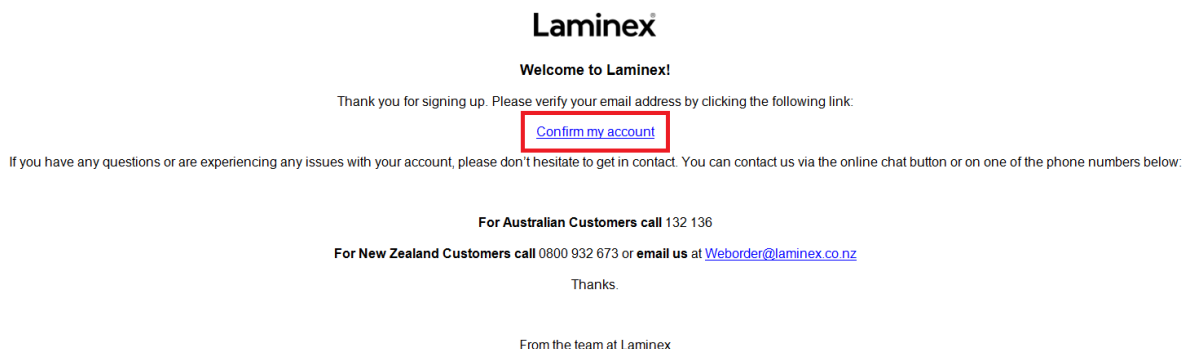 Laminex
Welcome to Laminex!
Thank you for signing up. Please verify your email address by clicking the following link:
Confirm my account
If you have any questions or are experiencing any issues with your account, please don't hesitate to get in contact. You can contact us via the online chat button or on one of the phone numbers below:
For Australian Customers call 132 136
For New Zealand Customers call 0800 932 673 or email us at Weborder@laminex.co.nz
Thanks.
From the team at Laminex